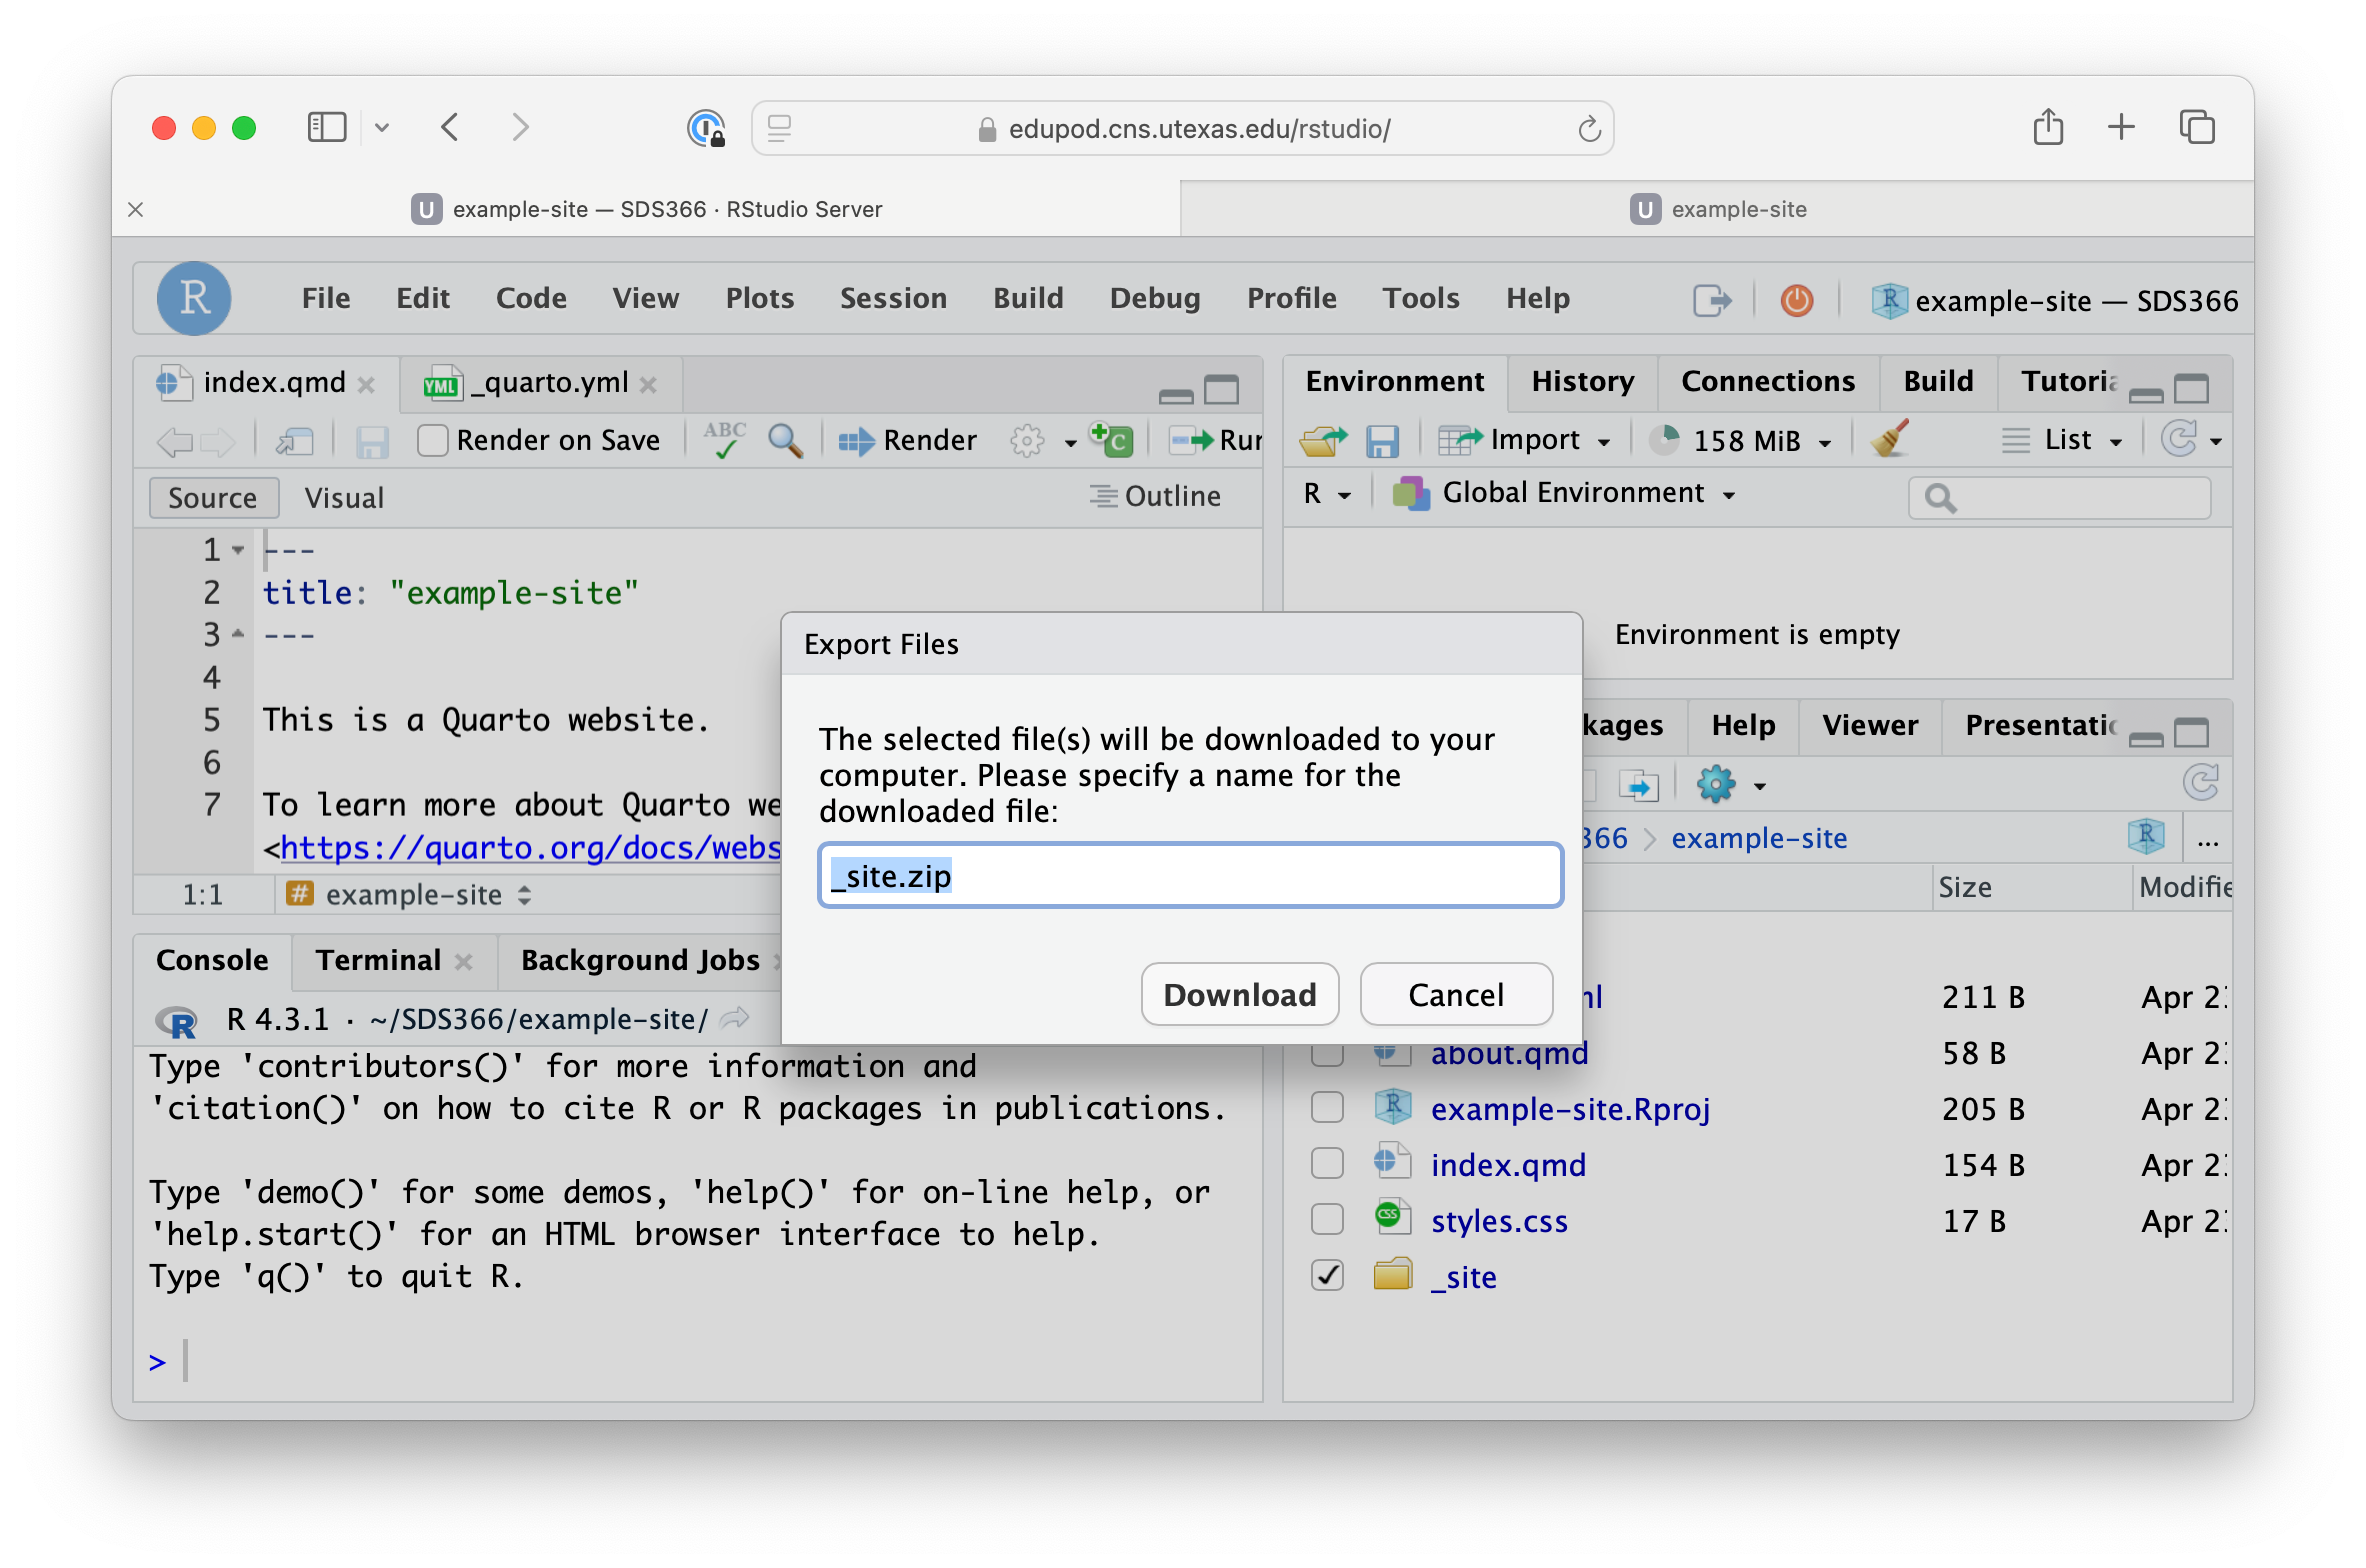 edupod.cns.utexas.edu/rstudio/
U example-site — SDS366 · RStudio Server
U example-site
R File Edit Code View Plots Session Build Debug Profile Tools Help
R example-site — SDS366
index.qmd
YML _quarto.yml
Render on Save ABC Render C Run
Source Visual Outline
1 ---
2 title: "example-site"
3 ---
4
5 This is a Quarto website.
6
7 To learn more about Quarto we
<https://quarto.org/docs/webs
1:1 # example-site
Console Terminal Background Jobs
R R 4.3.1 · ~/SDS366/example-site/
Type 'contributors()' for more information and
'citation()' on how to cite R or R packages in publications.
Type 'demo()' for some demos, 'help()' for on-line help, or
'help.start()' for an HTML browser interface to help.
Type 'q()' to quit R.
>
Environment History Connections Build Tutoria
Import 158 MiB List
R Global Environment
Environment is empty
kages Help Viewer Presentatio
366 > example-site R ...
Size Modifie
211 B Apr 2
about.qmd 58 B Apr 2
R example-site.Rproj 205 B Apr 2
index.qmd 154 B Apr 2
CSS styles.css 17 B Apr 2
_site
Export Files
The selected file(s) will be downloaded to your
computer. Please specify a name for the
downloaded file:
_site.zip
Download Cancel